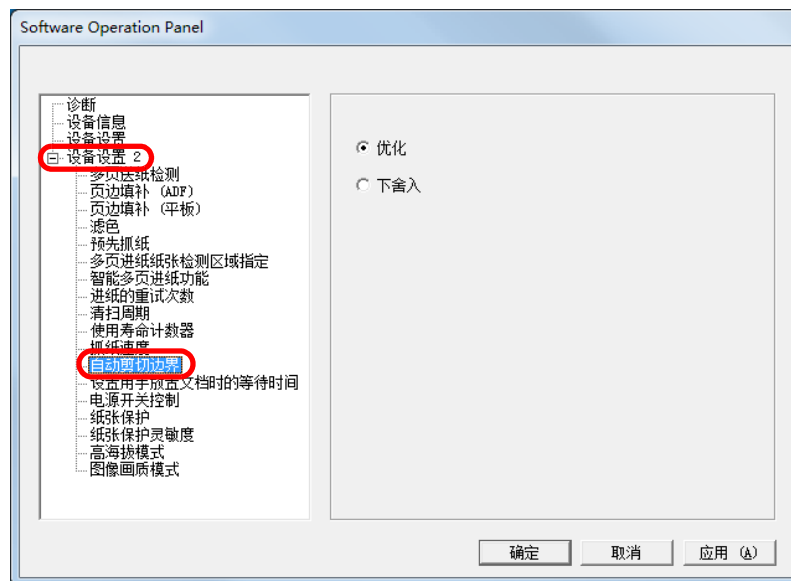 Software Operation Panel
诊断
设备信息
设备设置
设备设置 2
多页送纸检测
页边填补 (ADF)
页边填补 (平板)
滤色
预先抓纸
多页进纸纸张检测区域指定
智能多页进纸功能
进纸的重试次数
清扫周期
使用寿命计数器
抓纸速度
自动剪切边界
设置用手放置文档时的等待时间
电源开关控制
纸张保护
纸张保护灵敏度
高海拔模式
图像画质模式
优化
下舍入
确定 取消 应用 (A)